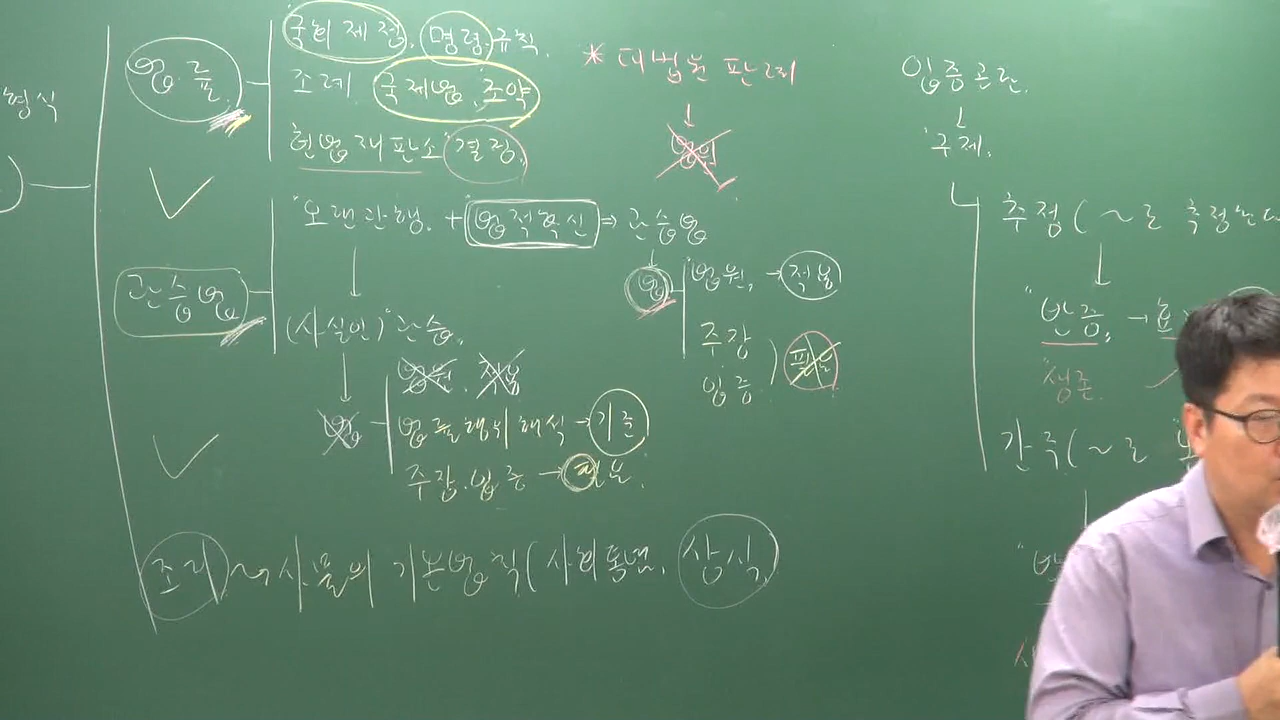 형식
법률
국회 제정, 명령, 규칙.
조례 국제법, 조약
헌법재판소 "결정"
* 대법원 판례
↓
법원
"오랜 관행. + 법적확신 ⇒ 관습법
관습법
법
법원, → 적용
주장
입증 ) 필요
↓
(사실인) "관습,
↓
법
법원, 적용
법률행위 해석 → 기준
주장.입증 → 필요.
조리 ~ 사물의 기본법칙 ( 사회통념, 상식,
입증곤란.
↓
"구제.
추정 ( ~로 추정한다
↓
"반증, →
생존
간주 ( ~로